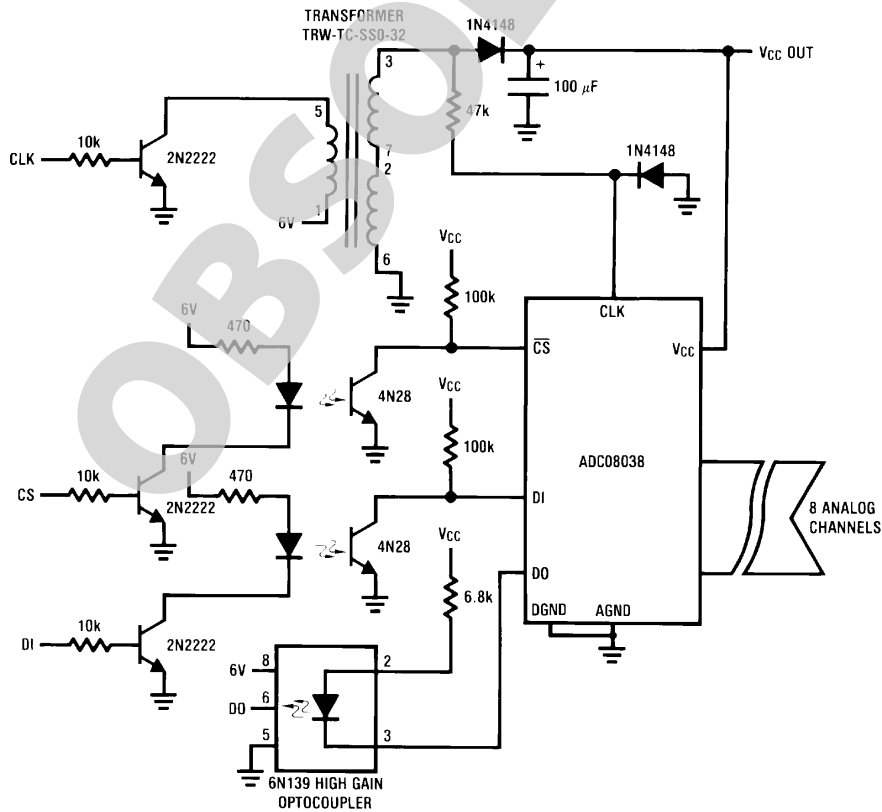 TRANSFORMER
TRW-TC-SSO-32
1N4148
VCC OUT
3
+
100 µF
47k
5
7
2
1
6V
6
10k
CLK
2N2222
1N4148
VCC
100k
CLK
CS
VCC
6V
470
4N28
VCC
100k
ADC08038
10k
CS
2N2222
6V
470
DI
8 ANALOG
CHANNELS
4N28
VCC
6.8k
DO
DGND
AGND
10k
DI
2N2222
6V
8
2
DO
6
5
3
6N139 HIGH GAIN
OPTOCOUPLER
OBSO